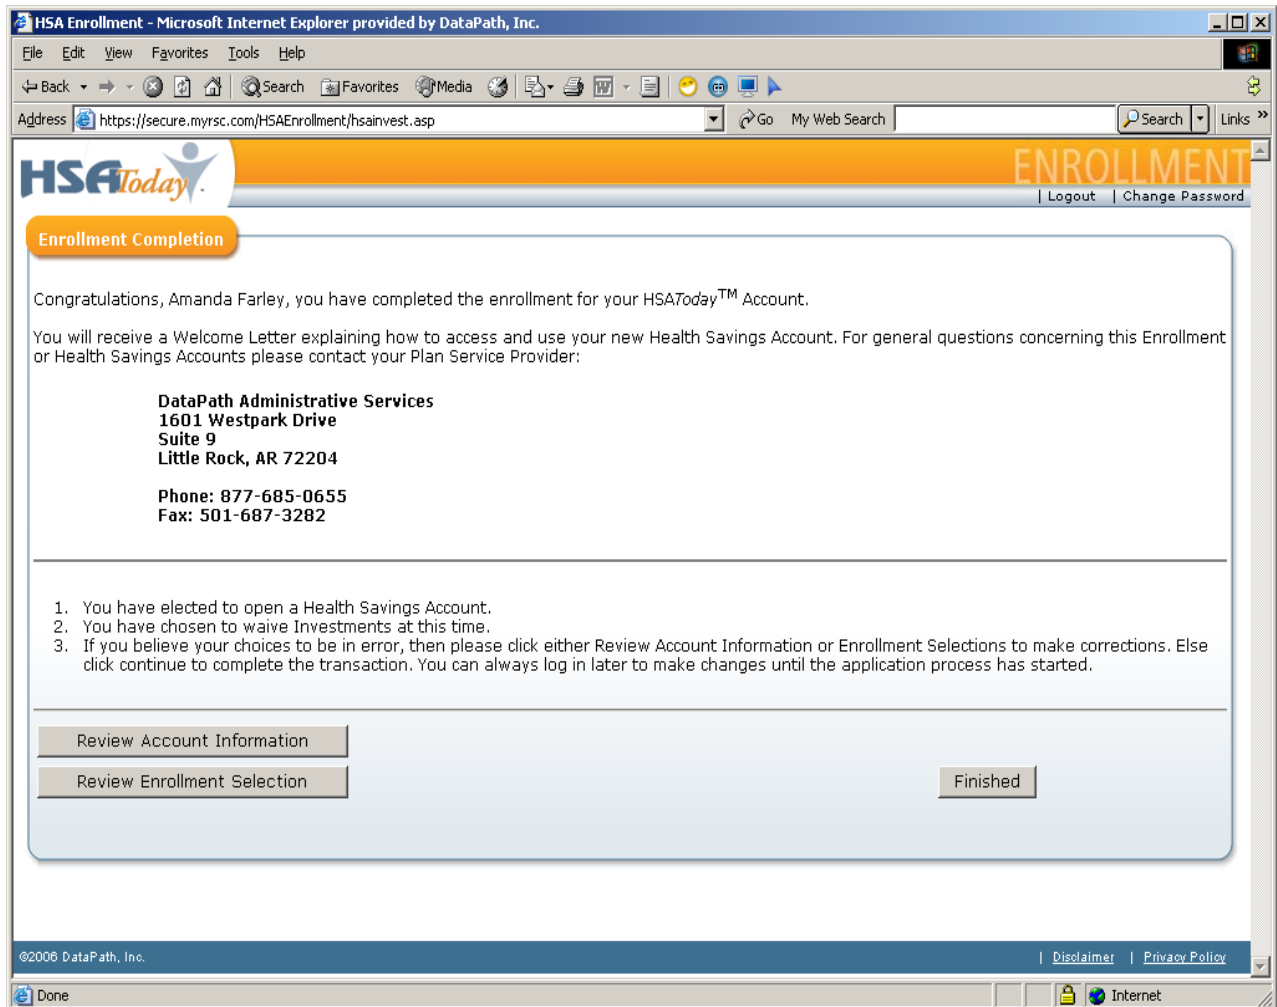 HSA Enrollment - Microsoft Internet Explorer provided by DataPath, Inc.
File Edit View Favorites Tools Help
Back Search Favorites Media
Address https://secure.myrsc.com/HSAEnrollment/hsainvest.asp Go My Web Search Search Links »
HSAToday.
ENROLLMENT
| Logout | Change Password
Enrollment Completion
Congratulations, Amanda Farley, you have completed the enrollment for your HSAToday™ Account.
You will receive a Welcome Letter explaining how to access and use your new Health Savings Account. For general questions concerning this Enrollment
or Health Savings Accounts please contact your Plan Service Provider:
DataPath Administrative Services
1601 Westpark Drive
Suite 9
Little Rock, AR 72204
Phone: 877-685-0655
Fax: 501-687-3282
1. You have elected to open a Health Savings Account.
2. You have chosen to waive Investments at this time.
3. If you believe your choices to be in error, then please click either Review Account Information or Enrollment Selections to make corrections. Else
click continue to complete the transaction. You can always log in later to make changes until the application process has started.
Review Account Information
Review Enrollment Selection Finished
©2006 DataPath, Inc. | Disclaimer | Privacy Policy
Done Internet